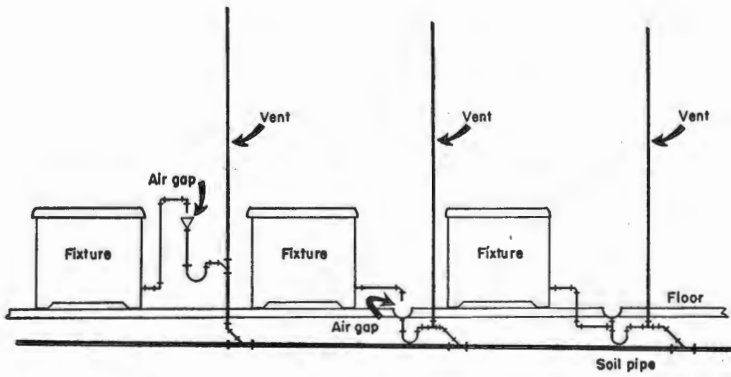 Vent
Vent
Vent
Air gap
Fixture
Fixture
Fixture
Floor
Air gap
Soil pipe